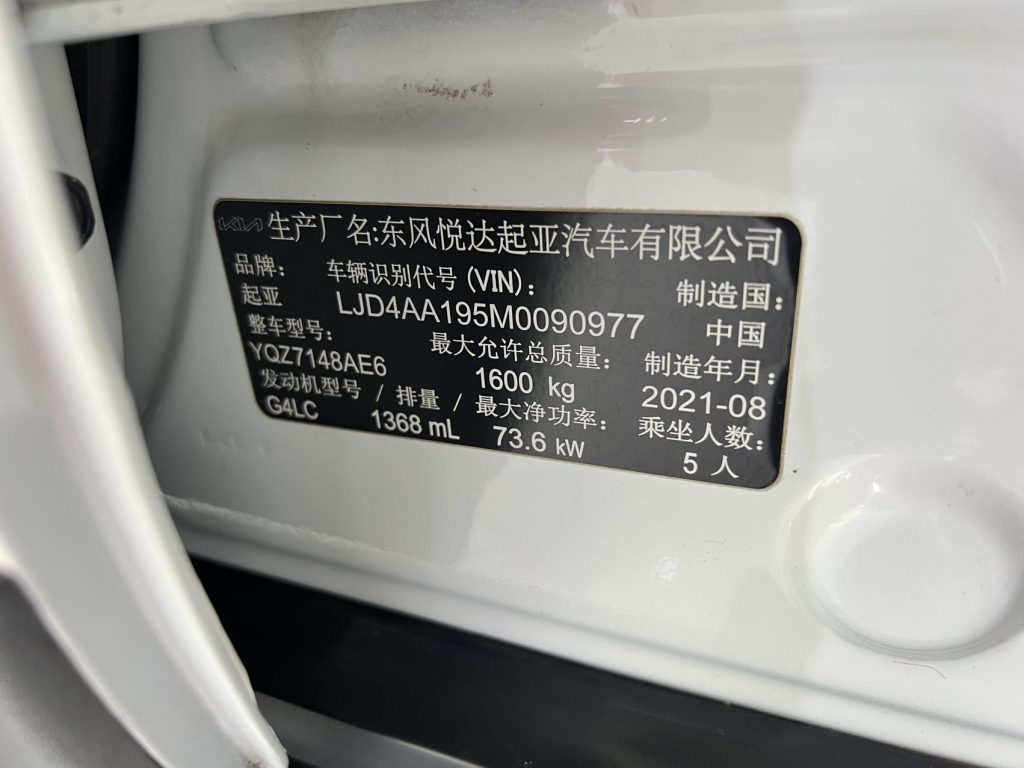 KIA 生产厂名:东风悦达起亚汽车有限公司
品牌: 车辆识别代号 (VIN): 制造国:
起亚 LJD4AA195M0090977 中国
整车型号: 最大允许总质量: 制造年月:
YQZ7148AE6 1600 kg 2021-08
发动机型号 / 排量 / 最大净功率: 乘坐人数:
G4LC 1368 mL 73.6 kW 5 人